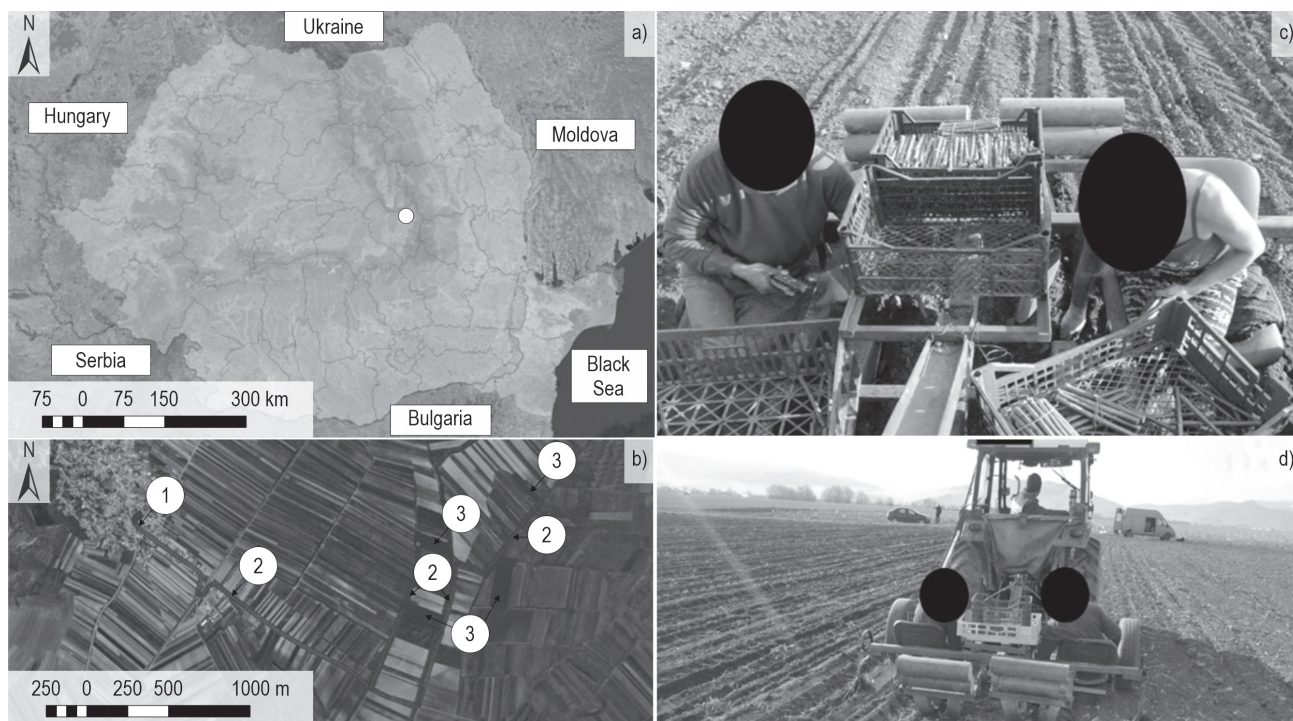 N
Ukraine
a)
Hungary
Moldova
Serbia
Black
Sea
75 0 75 150 300 km
Bulgaria
c)
N
b)
3
1
3
2
2
2
3
250 0 250 500 1000 m
d)